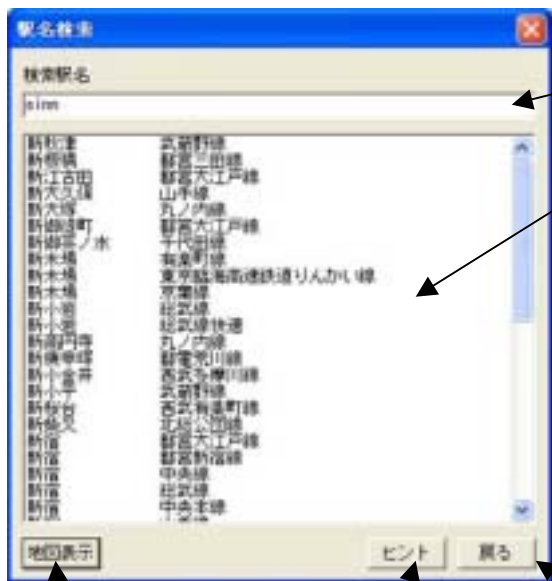 駅名検索
検索駅名
sinn
新秋津 武蔵野線
新板橋 都営三田線
新江古田 都営大江戸線
新大久保 山手線
新大塚 丸ノ内線
新御徒町 都営大江戸線
新御茶ノ水 千代田線
新木場 有楽町線
新木場 東京臨海高速鉄道りんかい線
新木場 京葉線
新小岩 総武線
新小岩 総武線快速
新高円寺 丸ノ内線
新庚申塚 都電荒川線
新小金井 西武多摩川線
新小平 武蔵野線
新桜台 西武有楽町線
新柴又 北総公団線
新宿 都営大江戸線
新宿 都営新宿線
新宿 中央線
新宿 総武線
新宿 中央本線
地図表示 ヒント 戻る